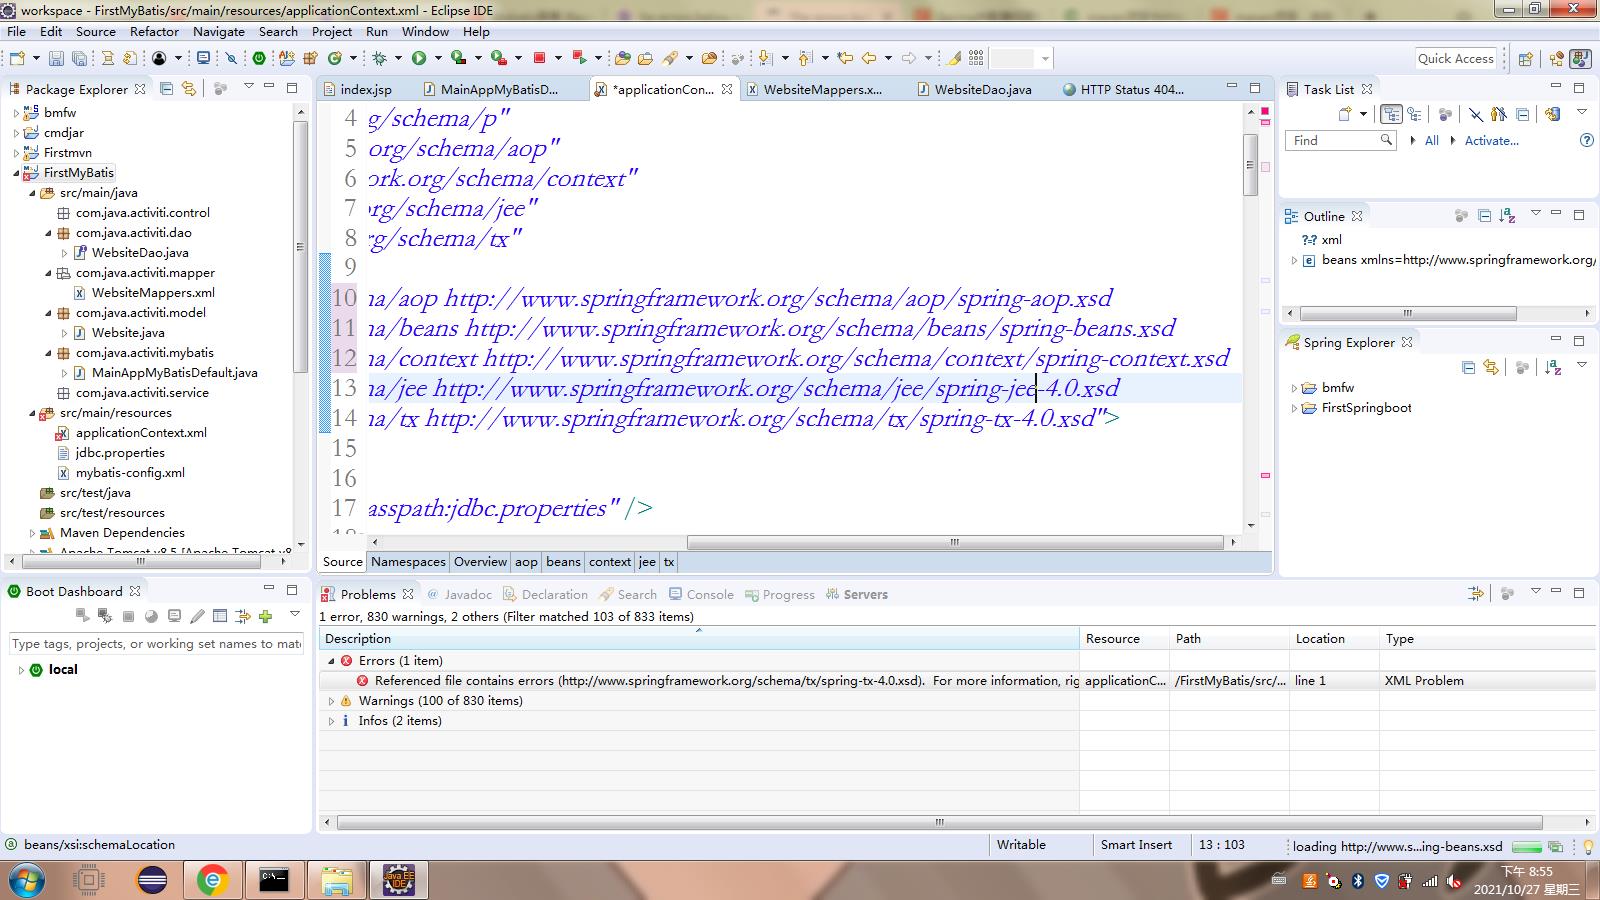 workspace - FirstMyBatis/src/main/resources/applicationContext.xml - Eclipse IDE
File Edit Source Refactor Navigate Search Project Run Window Help
Quick Access
Package Explorer
bmfw
cmdjar
Firstmvn
FirstMyBatis
src/main/java
com.java.activiti.control
com.java.activiti.dao
WebsiteDao.java
com.java.activiti.mapper
WebsiteMappers.xml
com.java.activiti.model
Website.java
com.java.activiti.mybatis
MainAppMyBatisDefault.java
com.java.activiti.service
src/main/resources
applicationContext.xml
jdbc.properties
mybatis-config.xml
src/test/java
src/test/resources
Maven Dependencies
Apache Tomcat v8.5 [Apache Tomcat v8
index.jsp
MainAppMyBatisD...
*applicationCon...
WebsiteMappers.x...
WebsiteDao.java
HTTP Status 404...
4 g/schema/p"
5 org/schema/aop"
6 ork.org/schema/context"
7 org/schema/jee"
8 rg/schema/tx"
9
10 na/aop http://www.springframework.org/schema/aop/spring-aop.xsd
11 na/beans http://www.springframework.org/schema/beans/spring-beans.xsd
12 na/context http://www.springframework.org/schema/context/spring-context.xsd
13 na/jee http://www.springframework.org/schema/jee/spring-jee-4.0.xsd
14 na/tx http://www.springframework.org/schema/tx/spring-tx-4.0.xsd">
15
16
17 asspath:jdbc.properties" />
Source Namespaces Overview aop beans context jee tx
Task List
Find
All
Activate...
Outline
xml
beans xmlns=http://www.springframework.org/
Spring Explorer
bmfw
FirstSpringboot
Boot Dashboard
Type tags, projects, or working set names to mat
local
Problems Javadoc Declaration Search Console Progress Servers
1 error, 830 warnings, 2 others (Filter matched 103 of 833 items)
Description Resource Path Location Type
Errors (1 item)
Referenced file contains errors (http://www.springframework.org/schema/tx/spring-tx-4.0.xsd). For more information, rig applicationC... /FirstMyBatis/src/... line 1 XML Problem
Warnings (100 of 830 items)
Infos (2 items)
beans/xsi:schemaLocation
Writable
Smart Insert
13 : 103
loading http://www.s...ing-beans.xsd
下午 8:55
2021/10/27 星期三